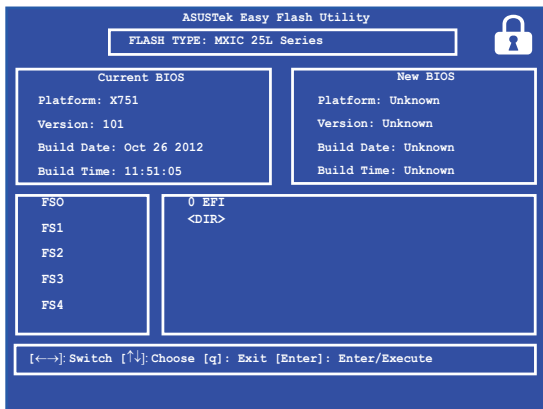 ASUSTek Easy Flash Utility
FLASH TYPE: MXIC 25L Series
Current BIOS
Platform: X751
Version: 101
Build Date: Oct 26 2012
Build Time: 11:51:05
New BIOS
Platform: Unknown
Version: Unknown
Build Date: Unknown
Build Time: Unknown
FSO
FS1
FS2
FS3
FS4
0 EFI
<DIR>
[←→]: Switch [↑↓]: Choose [q]: Exit [Enter]: Enter/Execute